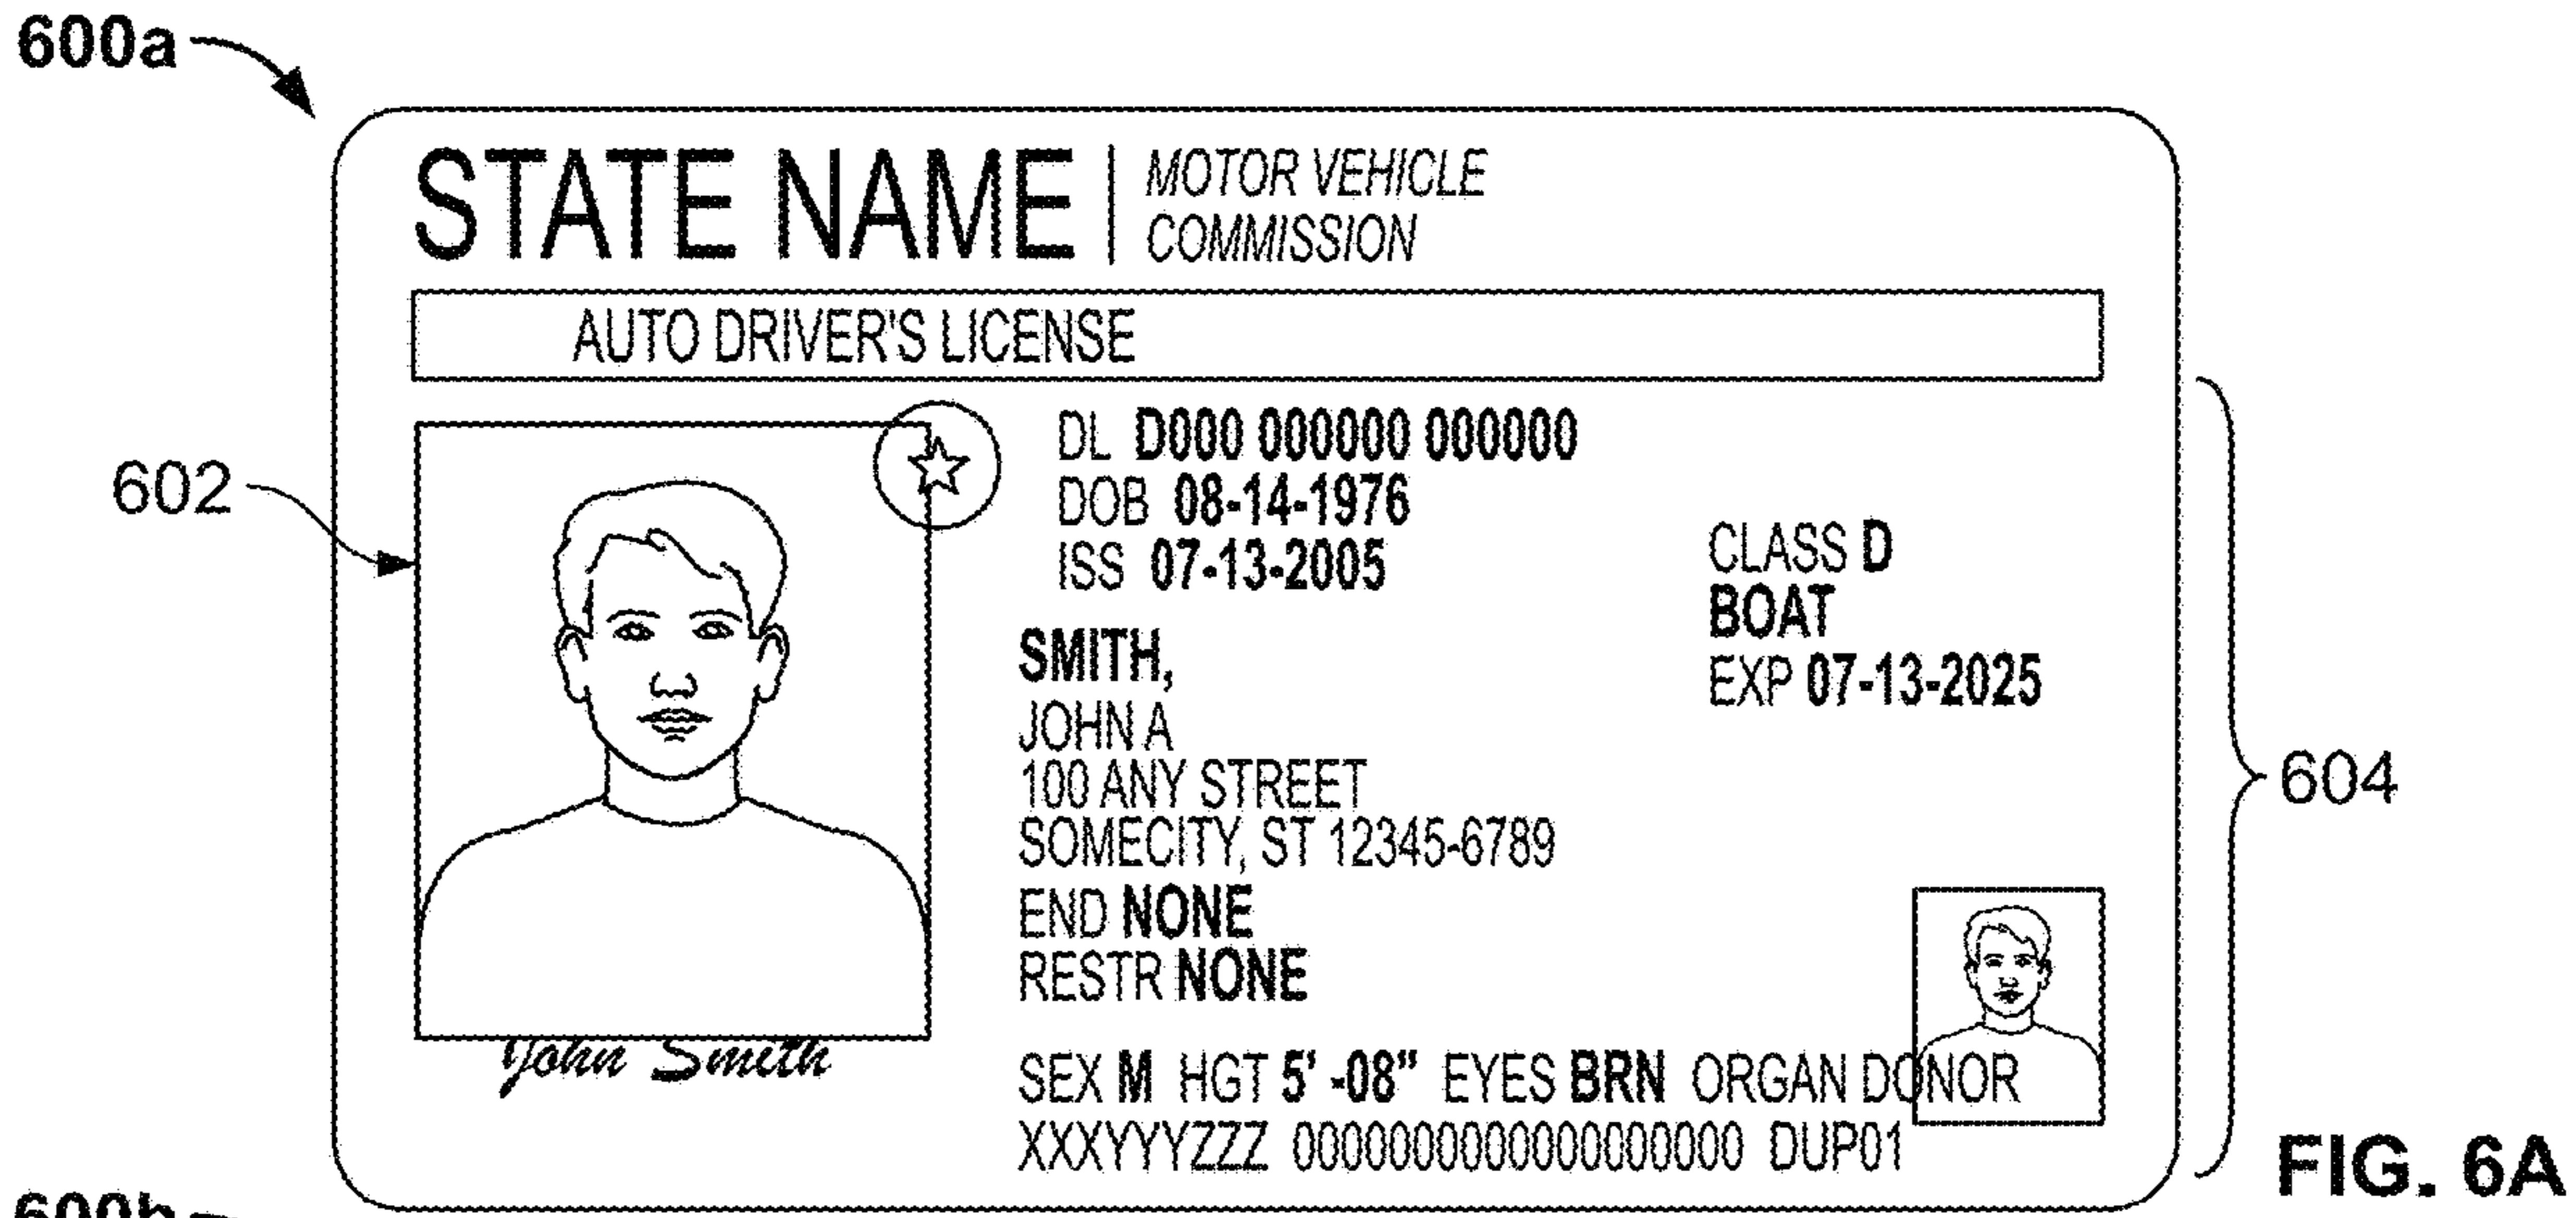 600a
STATE NAME | MOTOR VEHICLE
COMMISSION
AUTO DRIVER'S LICENSE
602
DL D000 000000 000000
DOB 08-14-1976
ISS 07-13-2005
CLASS D
BOAT
EXP 07-13-2025
SMITH,
JOHN A
100 ANY STREET
SOMECITY, ST 12345-6789
END NONE
RESTR NONE
604
John Smith
SEX M HGT 5' -08" EYES BRN ORGAN DONOR
XXXYYYZZZ 0000000000000000000 DUP01
FIG. 6A
600b